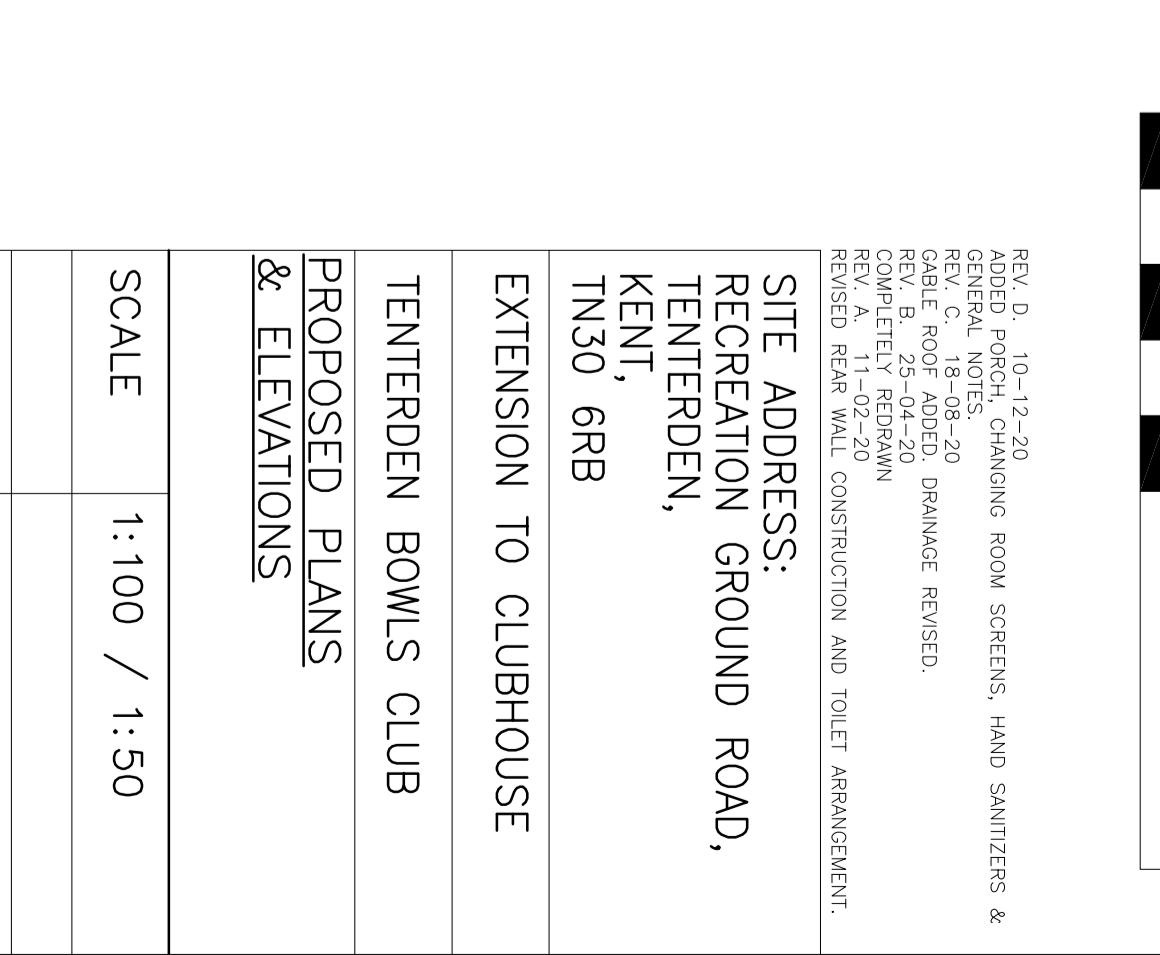 REV. D. 10-12-20
ADDED PORCH, CHANGING ROOM SCREENS, HAND SANITIZERS &
GENERAL NOTES.
REV. C. 18-08-20
GABLE ROOF ADDED. DRAINAGE REVISED.
REV. B. 25-04-20
COMPLETELY REDRAWN
REV. A. 11-02-20
REVISED REAR WALL CONSTRUCTION AND TOILET ARRANGEMENT.
SITE ADDRESS:
RECREATION GROUND ROAD,
TENTERDEN,
KENT,
TN30 6RB
EXTENSION TO CLUBHOUSE
TENTERDEN BOWLS CLUB
PROPOSED PLANS
& ELEVATIONS
SCALE 1:100 / 1:50